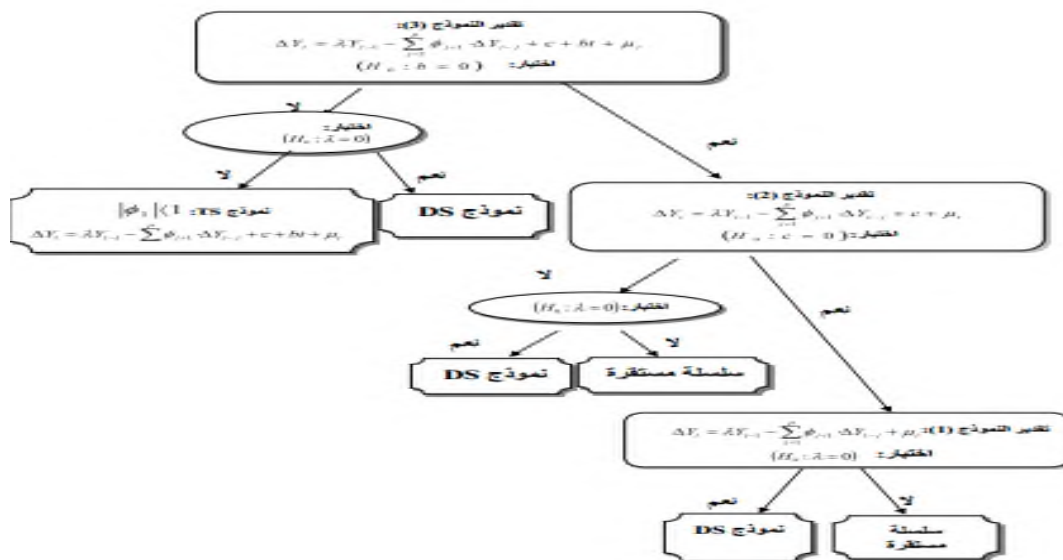 تقدير النموذج (3):
ΔY_t = λY_{t-1} − Σ_{j=2}^{p} φ_{j+1} ΔY_{t-j} + c + bt + μ_t
اختبار: (H_0 : b = 0)
لا
اختبار:
(H_0 : λ = 0)
نعم
لا
نعم
نموذج TS: |φ_1|⟨1
ΔY_t = λY_{t-1} − Σ φ_{j+1} ΔY_{t-j} + c + bt + μ_t
نموذج DS
تقدير النموذج (2):
ΔY_t = λY_{t-1} − Σ φ_{j+1} ΔY_{t-j} + c + μ_t
اختبار: (H_0 : c = 0)
لا
نعم
اختبار: (H_0 : λ = 0)
نعم
لا
نموذج DS
سلسلة مستقرة
تقدير النموذج (1): ΔY_t = λY_{t-1} − Σ φ_{j+1} ΔY_{t-j} + μ_t
اختبار: (H_0 : λ = 0)
نعم
لا
نموذج DS
سلسلة
مستقرة